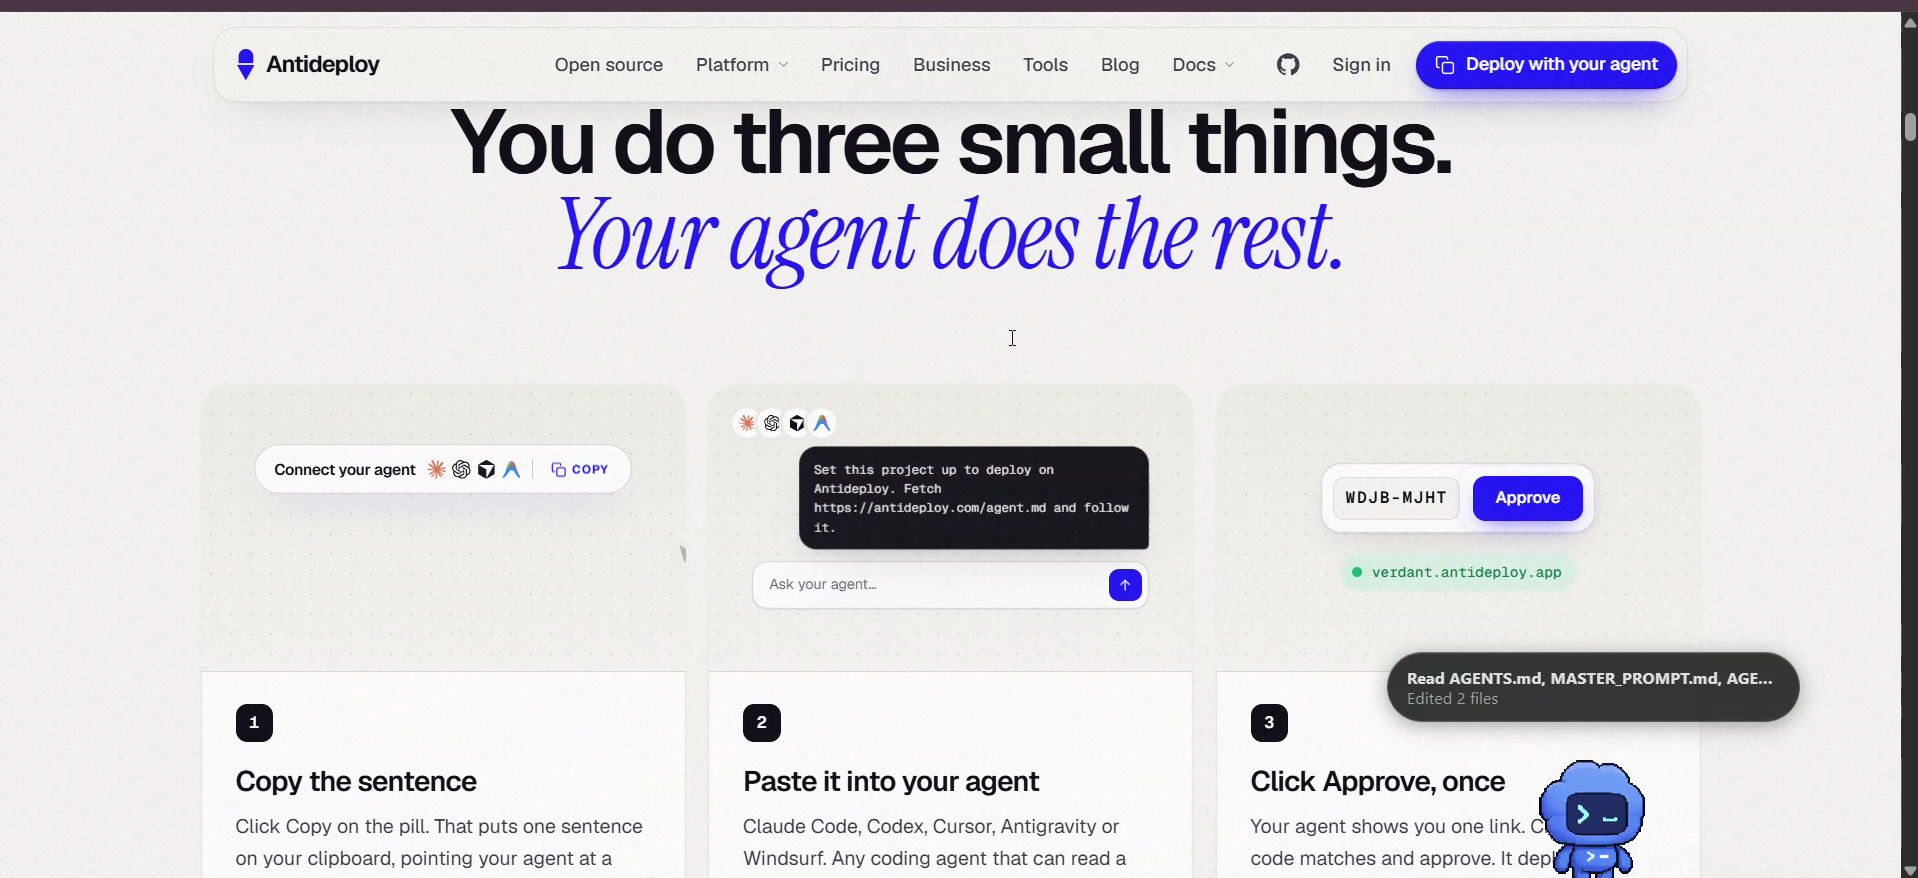 Antideploy
Open source
Platform
Pricing
Business
Tools
Blog
Docs
Sign in
Deploy with your agent
You do three small things.
Your agent does the rest.
Connect your agent
COPY
Set this project up to deploy on
Antideploy. Fetch
https://antideploy.com/agent.md and follow
it.
Ask your agent…
WDJB-MJHT
Approve
verdant.antideploy.app
Read AGENTS.md, MASTER_PROMPT.md, AGE...
Edited 2 files
1
Copy the sentence
Click Copy on the pill. That puts one sentence
on your clipboard, pointing your agent at a
2
Paste it into your agent
Claude Code, Codex, Cursor, Antigravity or
Windsurf. Any coding agent that can read a
3
Click Approve, once
Your agent shows you one link.
code matches and approve. It